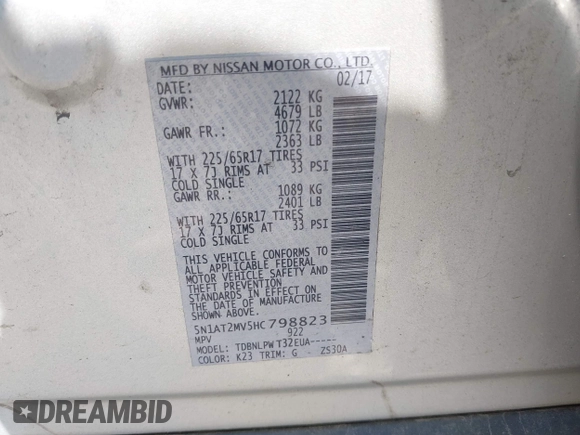 MFD BY NISSAN MOTOR CO., LTD.
DATE: 02/17
GVWR: 2122 KG
4679 LB
GAWR FR.: 1072 KG
2363 LB
WITH 225/65R17 TIRES
17 X 7J RIMS AT 33 PSI
COLD SINGLE
GAWR RR.: 1089 KG
2401 LB
WITH 225/65R17 TIRES
17 X 7J RIMS AT 33 PSI
COLD SINGLE
THIS VEHICLE CONFORMS TO
ALL APPLICABLE FEDERAL
MOTOR VEHICLE SAFETY AND
THEFT PREVENTION
STANDARDS IN EFFECT ON
THE DATE OF MANUFACTURE
SHOWN ABOVE.
5N1AT2MV5HC798823
MPV 922
MODEL: TDBNLPW T32EUA-----
COLOR: K23 TRIM: G - ZS30A
Bidcars
Bidcars